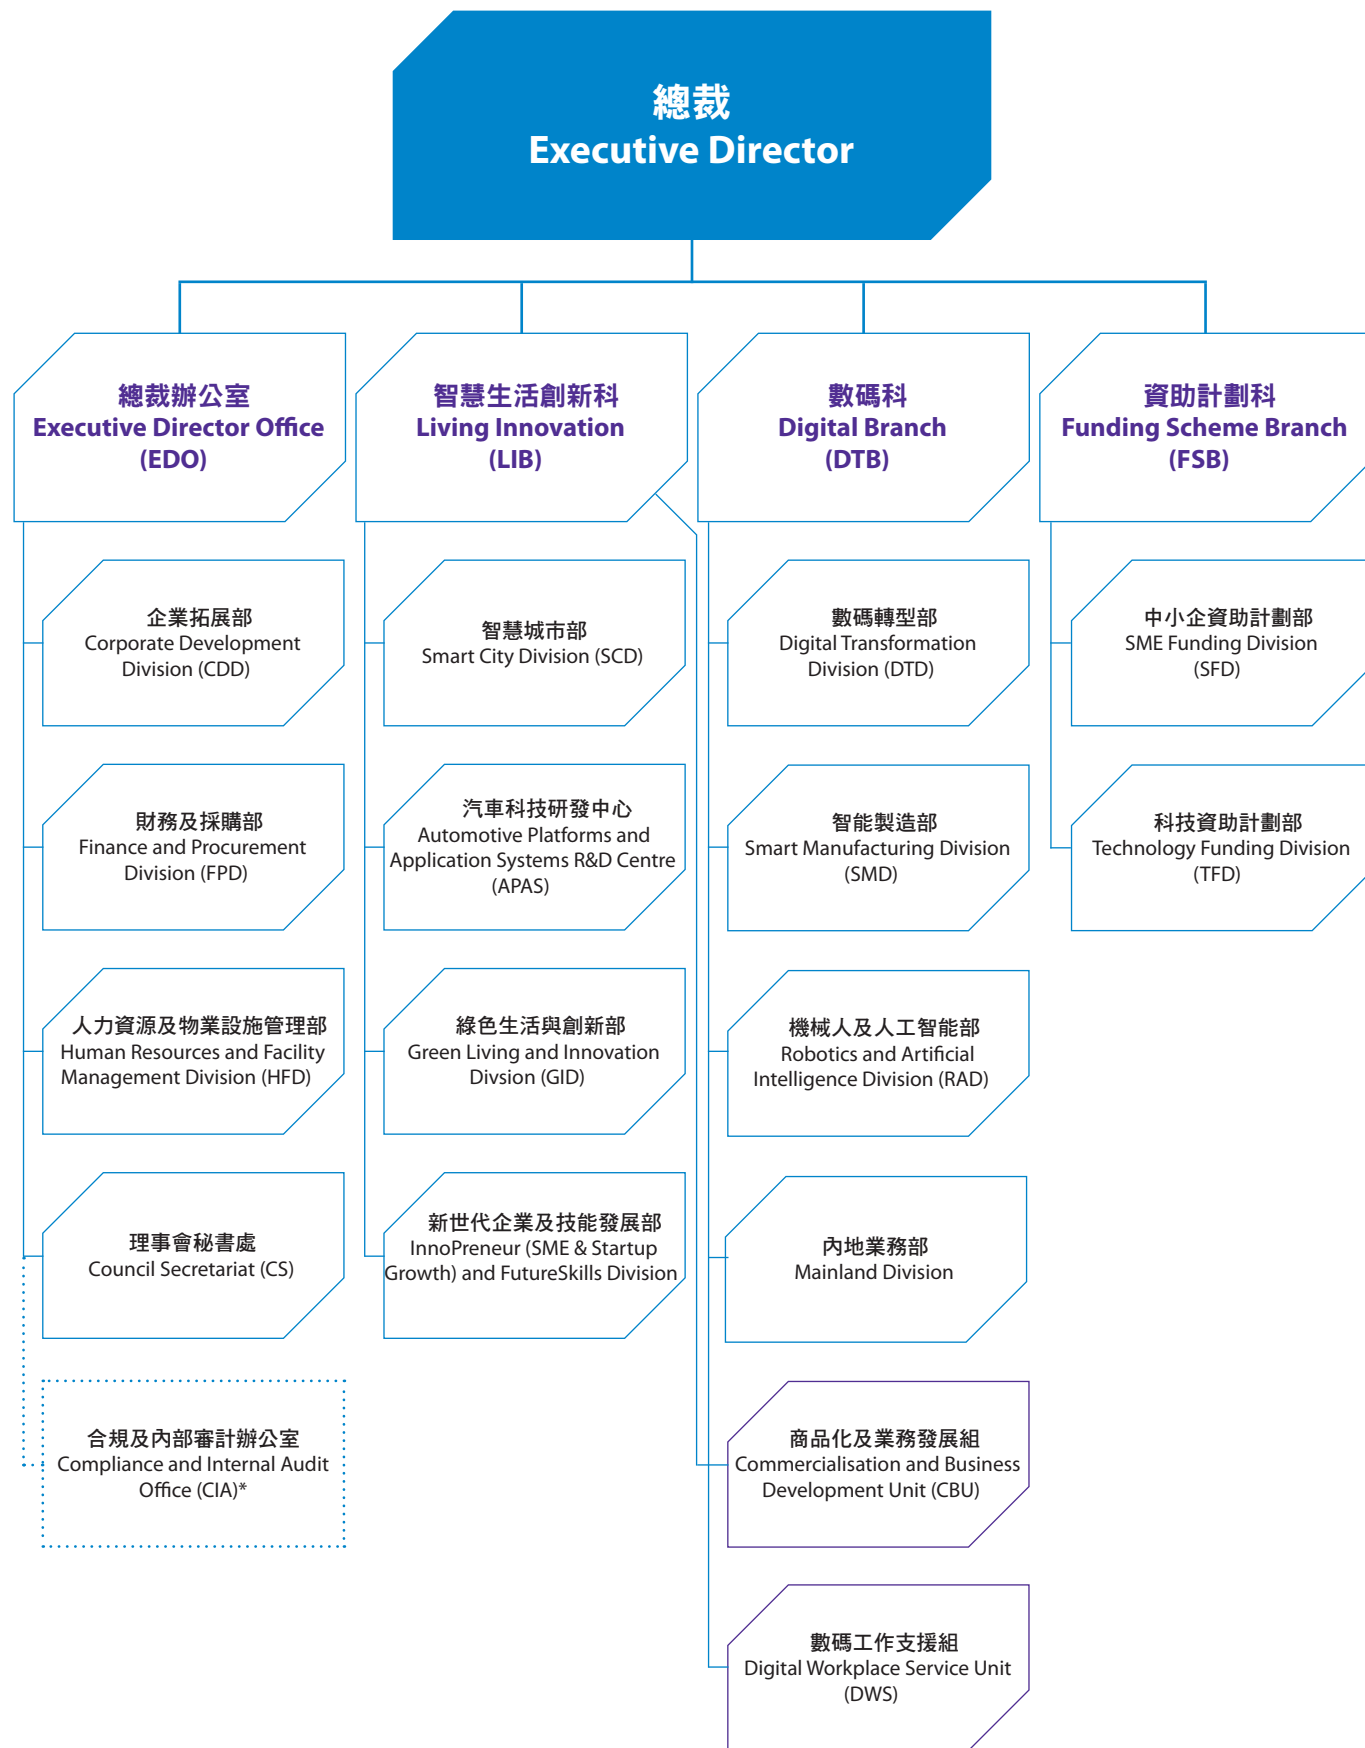 總裁
Executive Director
總裁辦公室
Executive Director Office
(EDO)
智慧生活創新科
Living Innovation
(LIB)
數碼科
Digital Branch
(DTB)
資助計劃科
Funding Scheme Branch
(FSB)
企業拓展部
Corporate Development
Division (CDD)
財務及採購部
Finance and Procurement
Division (FPD)
人力資源及物業設施管理部
Human Resources and Facility
Management Division (HFD)
理事會秘書處
Council Secretariat (CS)
合規及內部審計辦公室
Compliance and Internal Audit
Office (CIA)*
智慧城市部
Smart City Division (SCD)
汽車科技研發中心
Automotive Platforms and
Application Systems R&D Centre
(APAS)
綠色生活與創新部
Green Living and Innovation
Divsion (GID)
新世代企業及技能發展部
InnoPreneur (SME & Startup
Growth) and FutureSkills Division
數碼轉型部
Digital Transformation
Division (DTD)
智能製造部
Smart Manufacturing Division
(SMD)
機械人及人工智能部
Robotics and Artificial
Intelligence Division (RAD)
內地業務部
Mainland Division
商品化及業務發展組
Commercialisation and Business
Development Unit (CBU)
數碼工作支援組
Digital Workplace Service Unit
(DWS)
中小企資助計劃部
SME Funding Division
(SFD)
科技資助計劃部
Technology Funding Division
(TFD)